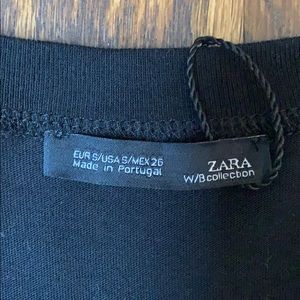 EUR S/USA S/MEX 26
Made in Portugal
ZARA
W/B collection